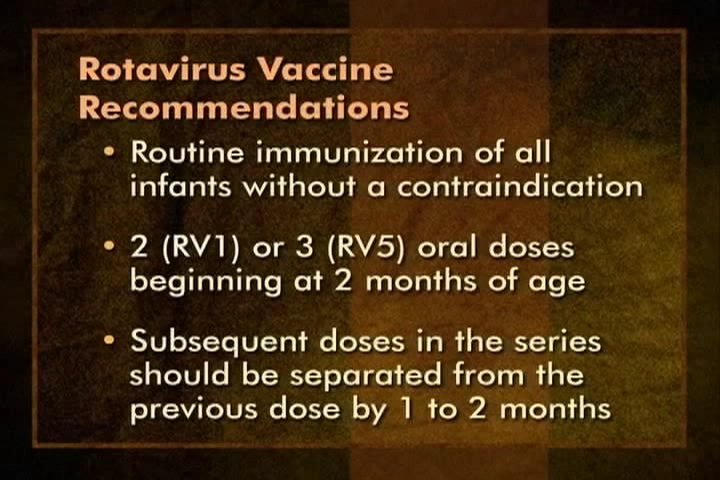 Rotavirus Vaccine
Recommendations
• Routine immunization of all
infants without a contraindication
• 2 (RV1) or 3 (RV5) oral doses
beginning at 2 months of age
• Subsequent doses in the series
should be separated from the
previous dose by 1 to 2 months